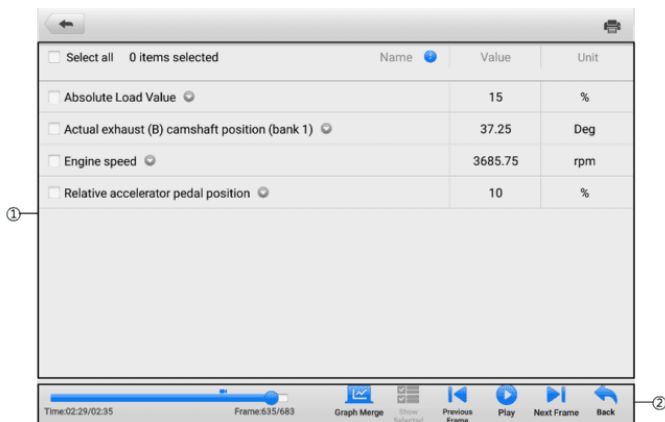 Select all 0 items selected Name Value Unit
Absolute Load Value 15 %
Actual exhaust (B) camshaft position (bank 1) 37.25 Deg
Engine speed 3685.75 rpm
Relative accelerator pedal position 10 %
①
Time:02:29/02:35 Frame:635/683 Graph Merge Show Selected Previous Frame Play Next Frame Back
②